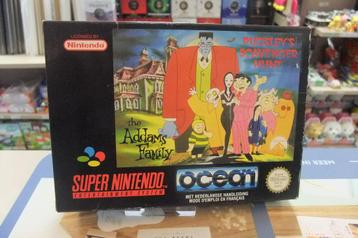 LICENSED BY
Nintendo
PUGSLEY'S
SCAVENGER
HUNT
the
Addams
Family
SUPER NINTENDO
ENTERTAINMENT SYSTEM
ocean
MET NEDERLANDSE HANDLEIDING
MODE D'EMPLOI EN FRANÇAIS